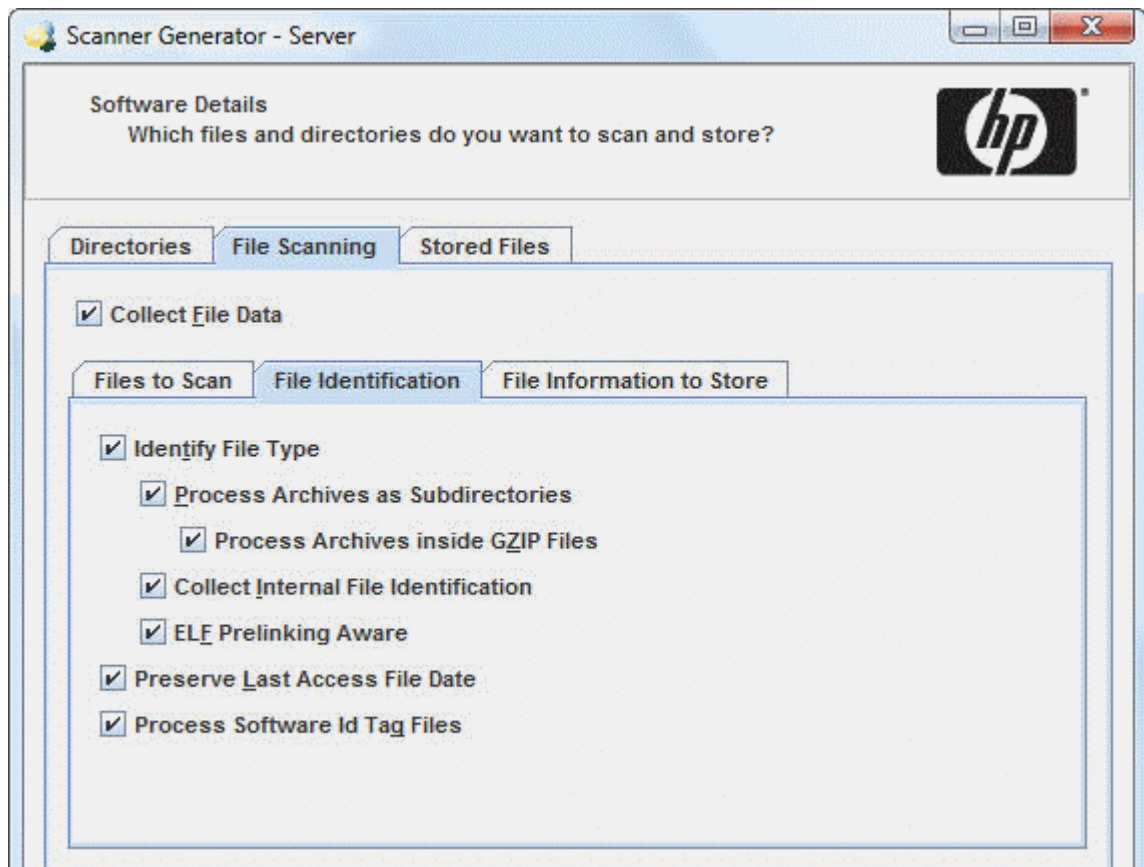 Scanner Generator - Server
Software Details
Which files and directories do you want to scan and store?
hp
Directories
File Scanning
Stored Files
Collect File Data
Files to Scan
File Identification
File Information to Store
Identify File Type
Process Archives as Subdirectories
Process Archives inside GZIP Files
Collect Internal File Identification
ELF Prelinking Aware
Preserve Last Access File Date
Process Software Id Tag Files